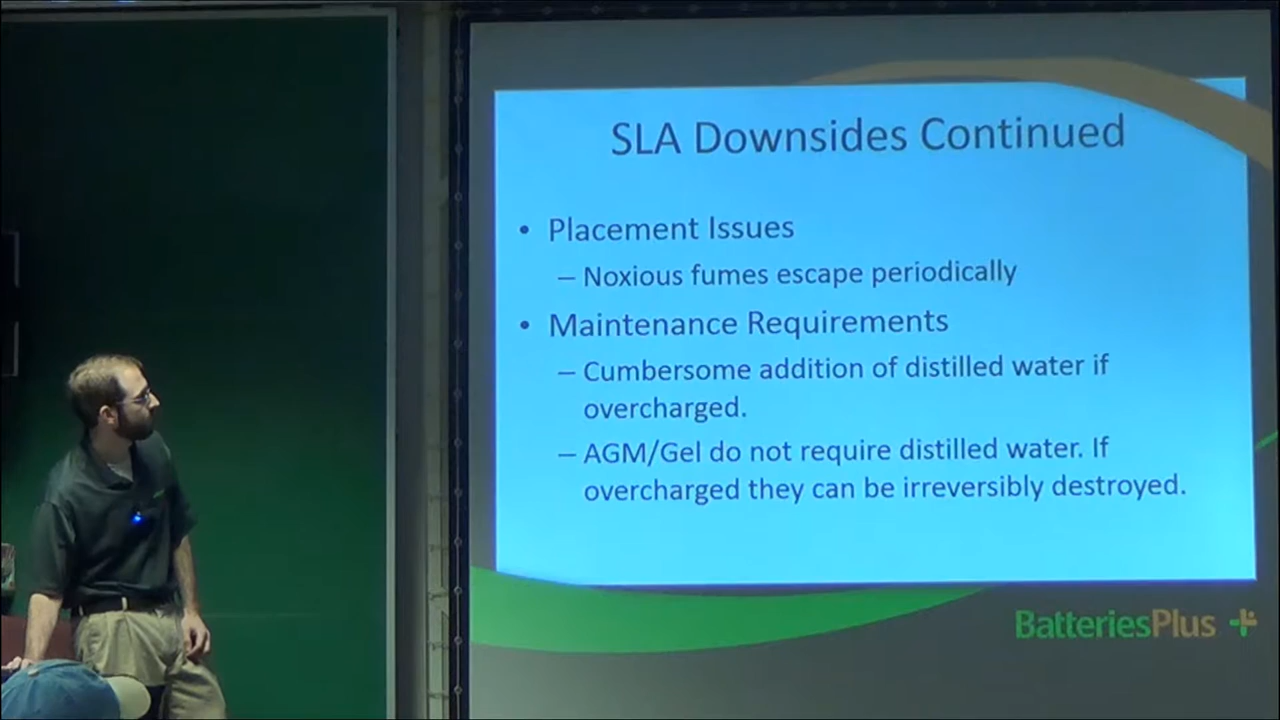 SLA Downsides Continued
• Placement Issues
– Noxious fumes escape periodically
• Maintenance Requirements
– Cumbersome addition of distilled water if
overcharged.
– AGM/Gel do not require distilled water. If
overcharged they can be irreversibly destroyed.
BatteriesPlus